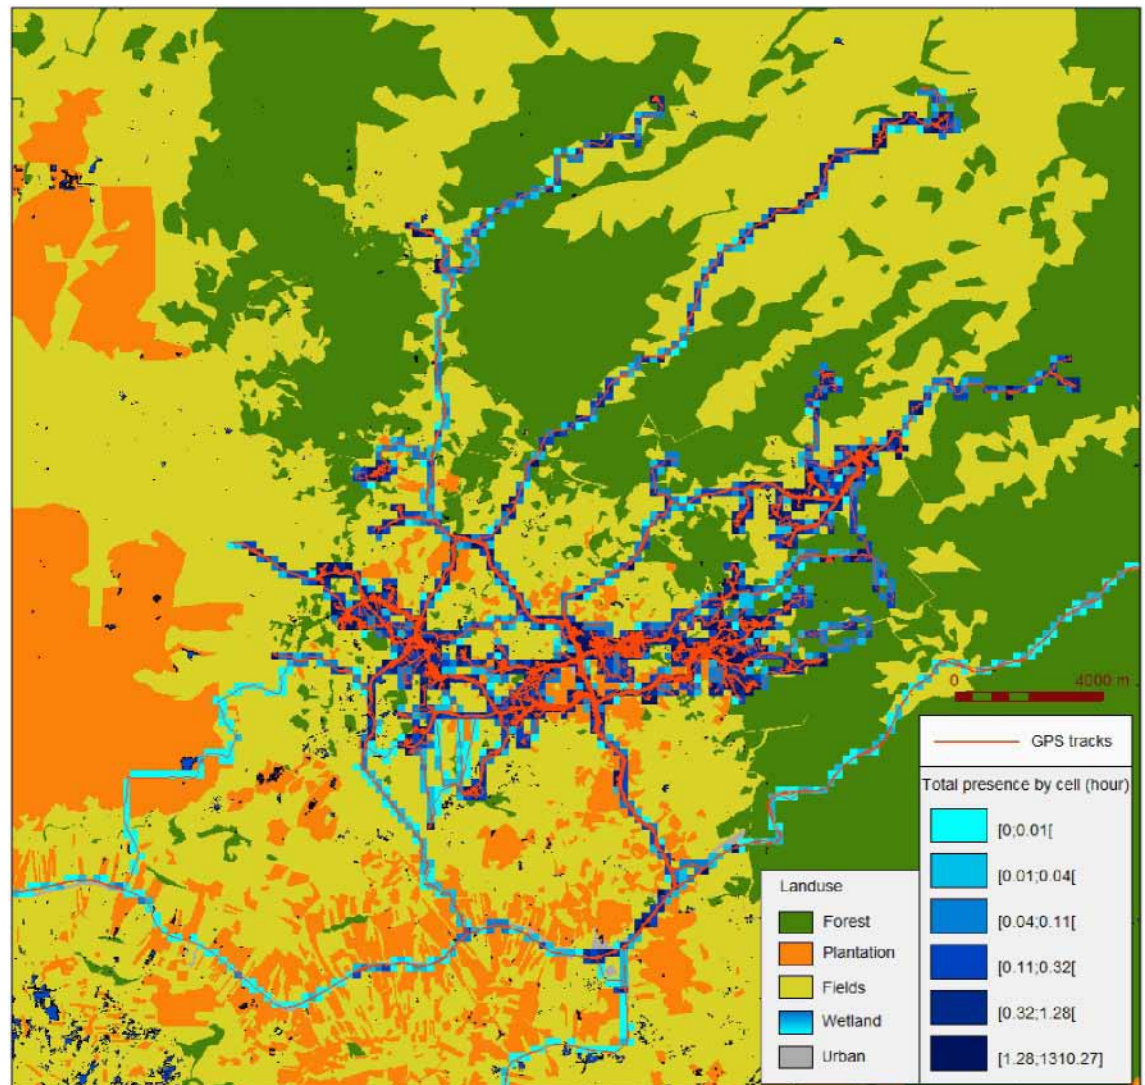 0 4000 m
GPS tracks
Total presence by cell (hour)
[0;0.01[
[0.01;0.04[
[0.04;0.11[
[0.11;0.32[
[0.32;1.28[
[1.28;1310.27]
Landuse
Forest
Plantation
Fields
Wetland
Urban